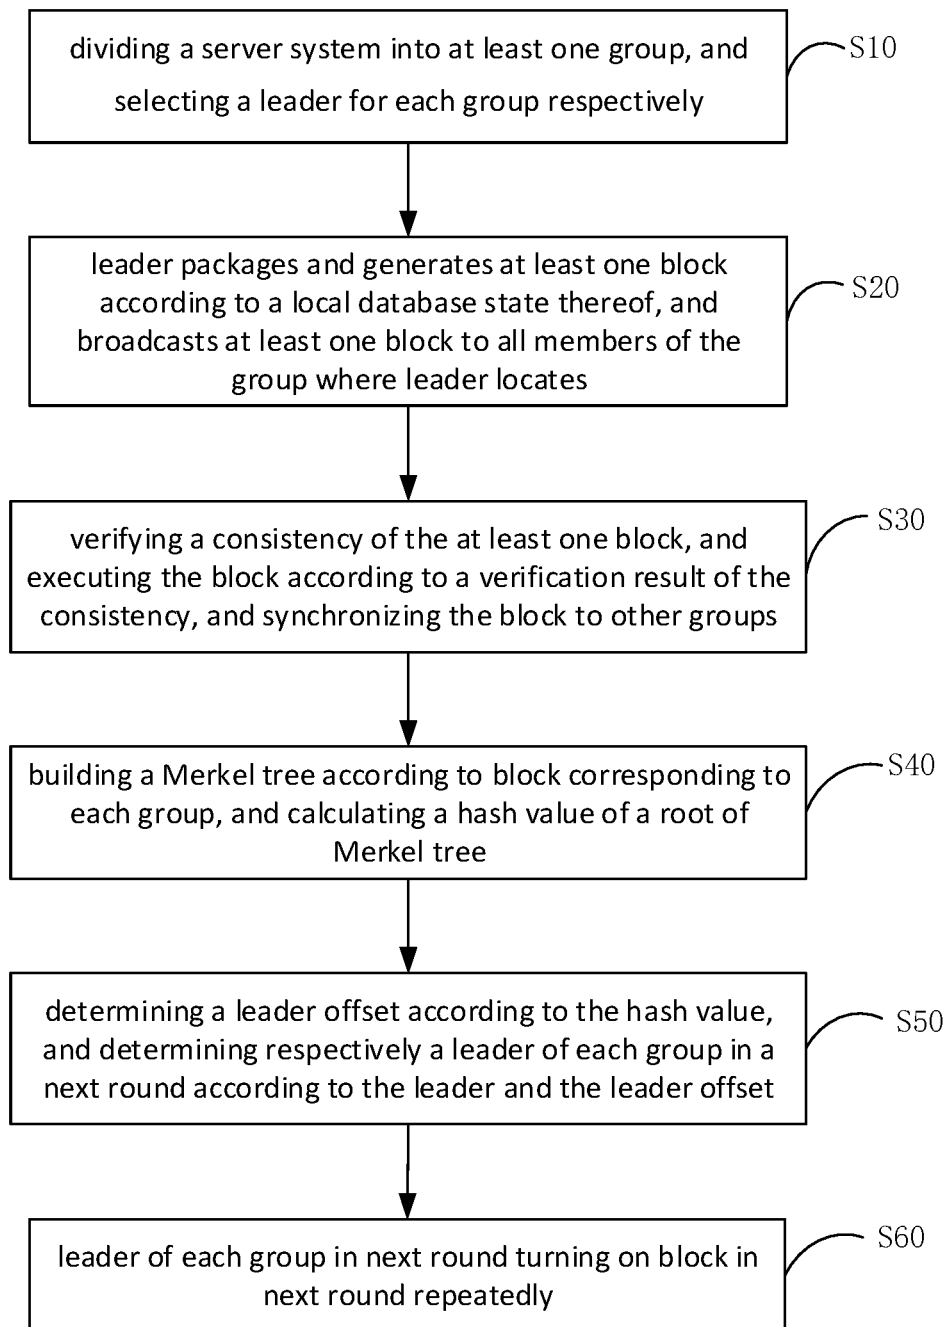 dividing a server system into at least one group, and
selecting a leader for each group respectively
S10
leader packages and generates at least one block
according to a local database state thereof, and
broadcasts at least one block to all members of the
group where leader locates
S20
verifying a consistency of the at least one block, and
executing the block according to a verification result of the
consistency, and synchronizing the block to other groups
S30
building a Merkel tree according to block corresponding to
each group, and calculating a hash value of a root of
Merkel tree
S40
determining a leader offset according to the hash value,
and determining respectively a leader of each group in a
next round according to the leader and the leader offset
S50
leader of each group in next round turning on block in
next round repeatedly
S60